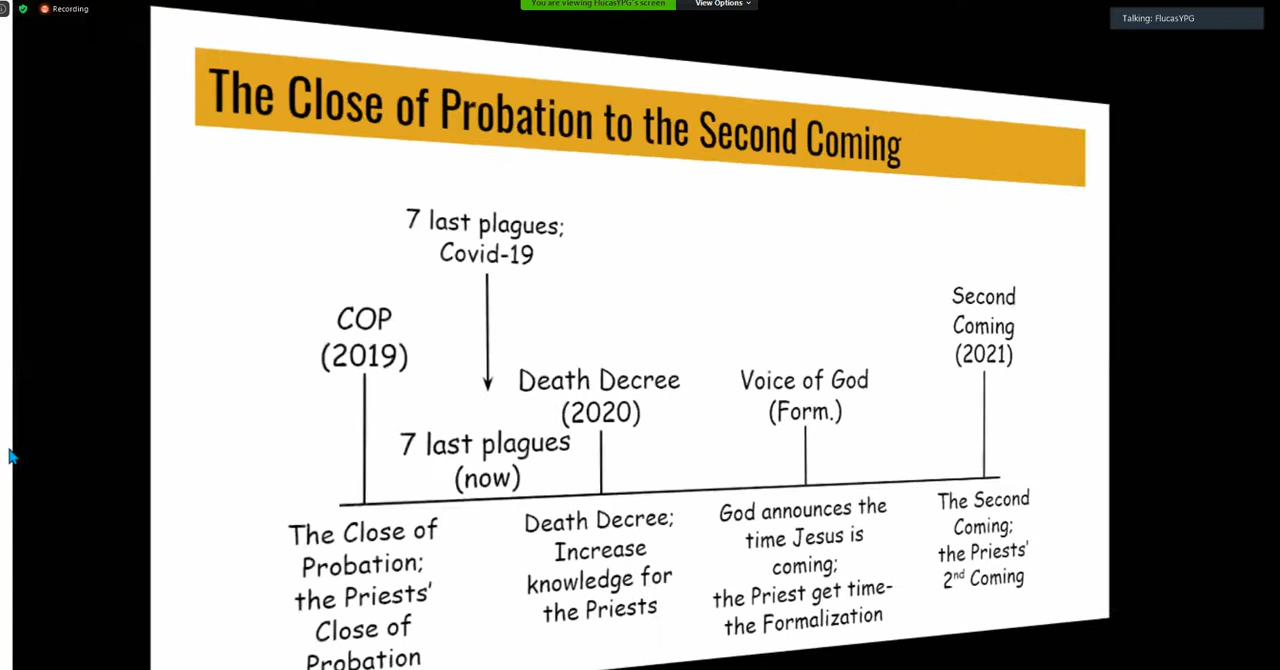 Recording
You are viewing FlucasYPG's screen
View Options
Talking: FlucasYPG
The Close of Probation to the Second Coming
7 last plagues;
Covid-19
COP
(2019)
7 last plagues
(now)
Death Decree
(2020)
Voice of God
(Form.)
Second
Coming
(2021)
The Close of
Probation;
the Priests'
Close of
Probation
Death Decree;
Increase
knowledge for
the Priests
God announces the
time Jesus is
coming;
the Priest get time-
the Formalization
The Second
Coming;
the Priests'
2nd Coming